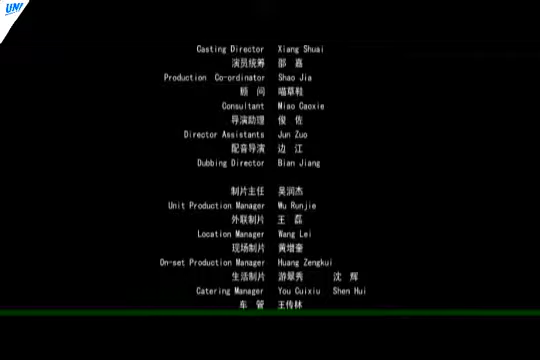 UNI
Casting Director Xiang Shuai
演员统筹 邵 嘉
Production Co-ordinator Shao Jia
顾 问 喵草鞋
Consultant Miao Caoxie
导演助理 俊 佐
Director Assistants Jun Zuo
配音导演 边 江
Dubbing Director Bian Jiang
制片主任 吴润杰
Unit Production Manager Wu Runjie
外联制片 王 磊
Location Manager Wang Lei
现场制片 黄增奎
On-set Production Manager Huang Zengkui
生活制片 游翠秀 沈 辉
Catering Manager You Cuixiu Shen Hui
车 管 王传林